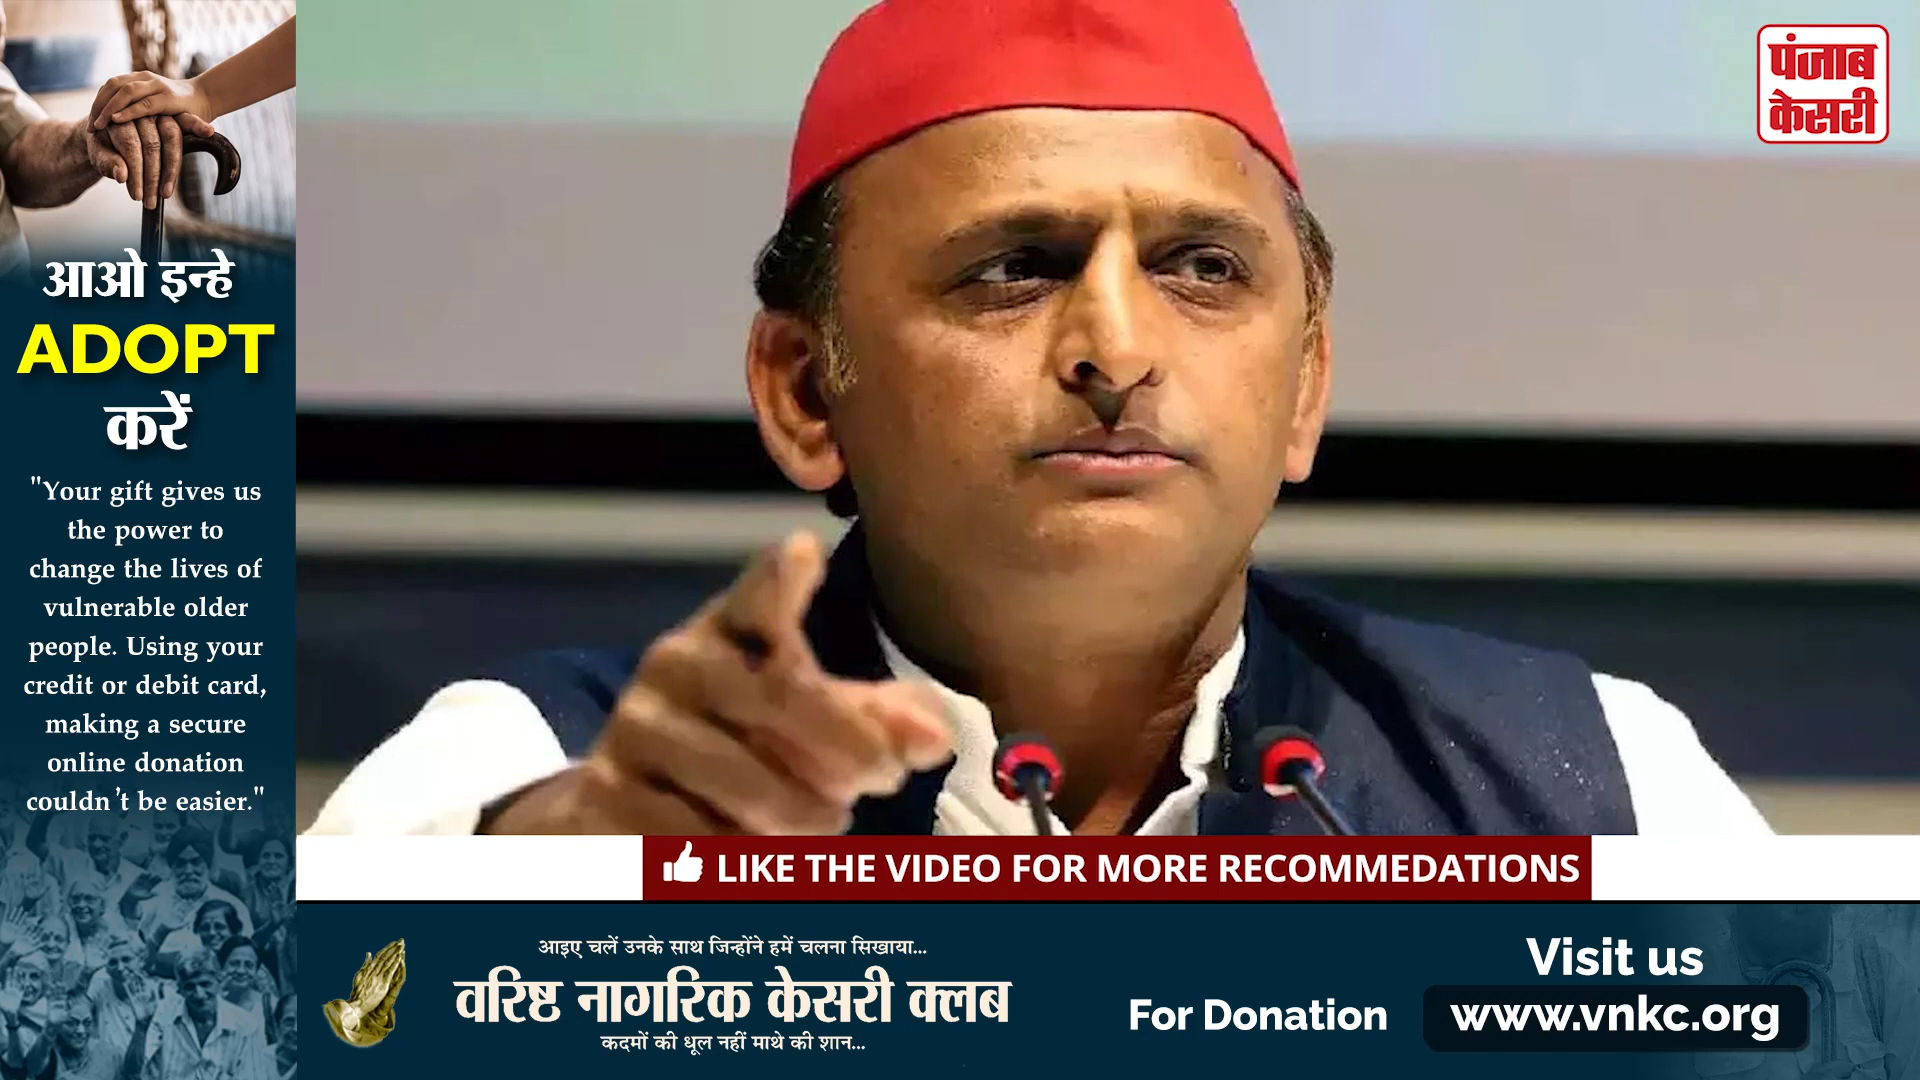 पंजाब
केसरी
आओ इन्हे
ADOPT
करें
"Your gift gives us
the power to
change the lives of
vulnerable older
people. Using your
credit or debit card,
making a secure
online donation
couldn't be easier."
LIKE THE VIDEO FOR MORE RECOMMEDATIONS
आइए चलें उनके साथ जिन्होंने हमें चलना सिखाया...
वरिष्ठ नागरिक केसरी क्लब
कदमों की धूल नहीं माथे की शान...
For Donation
Visit us
www.vnkc.org